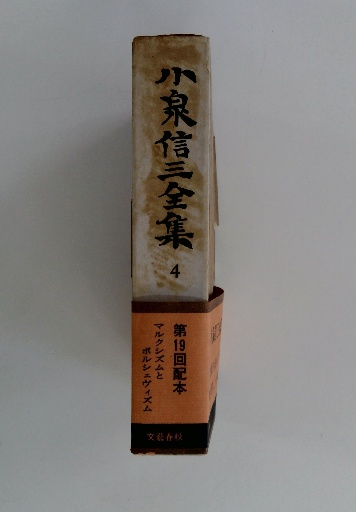 小泉信三全集
4
第19回配本
マルクシズムと
ボルシェヴィズム
文藝春秋